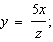 y = 5x/z;